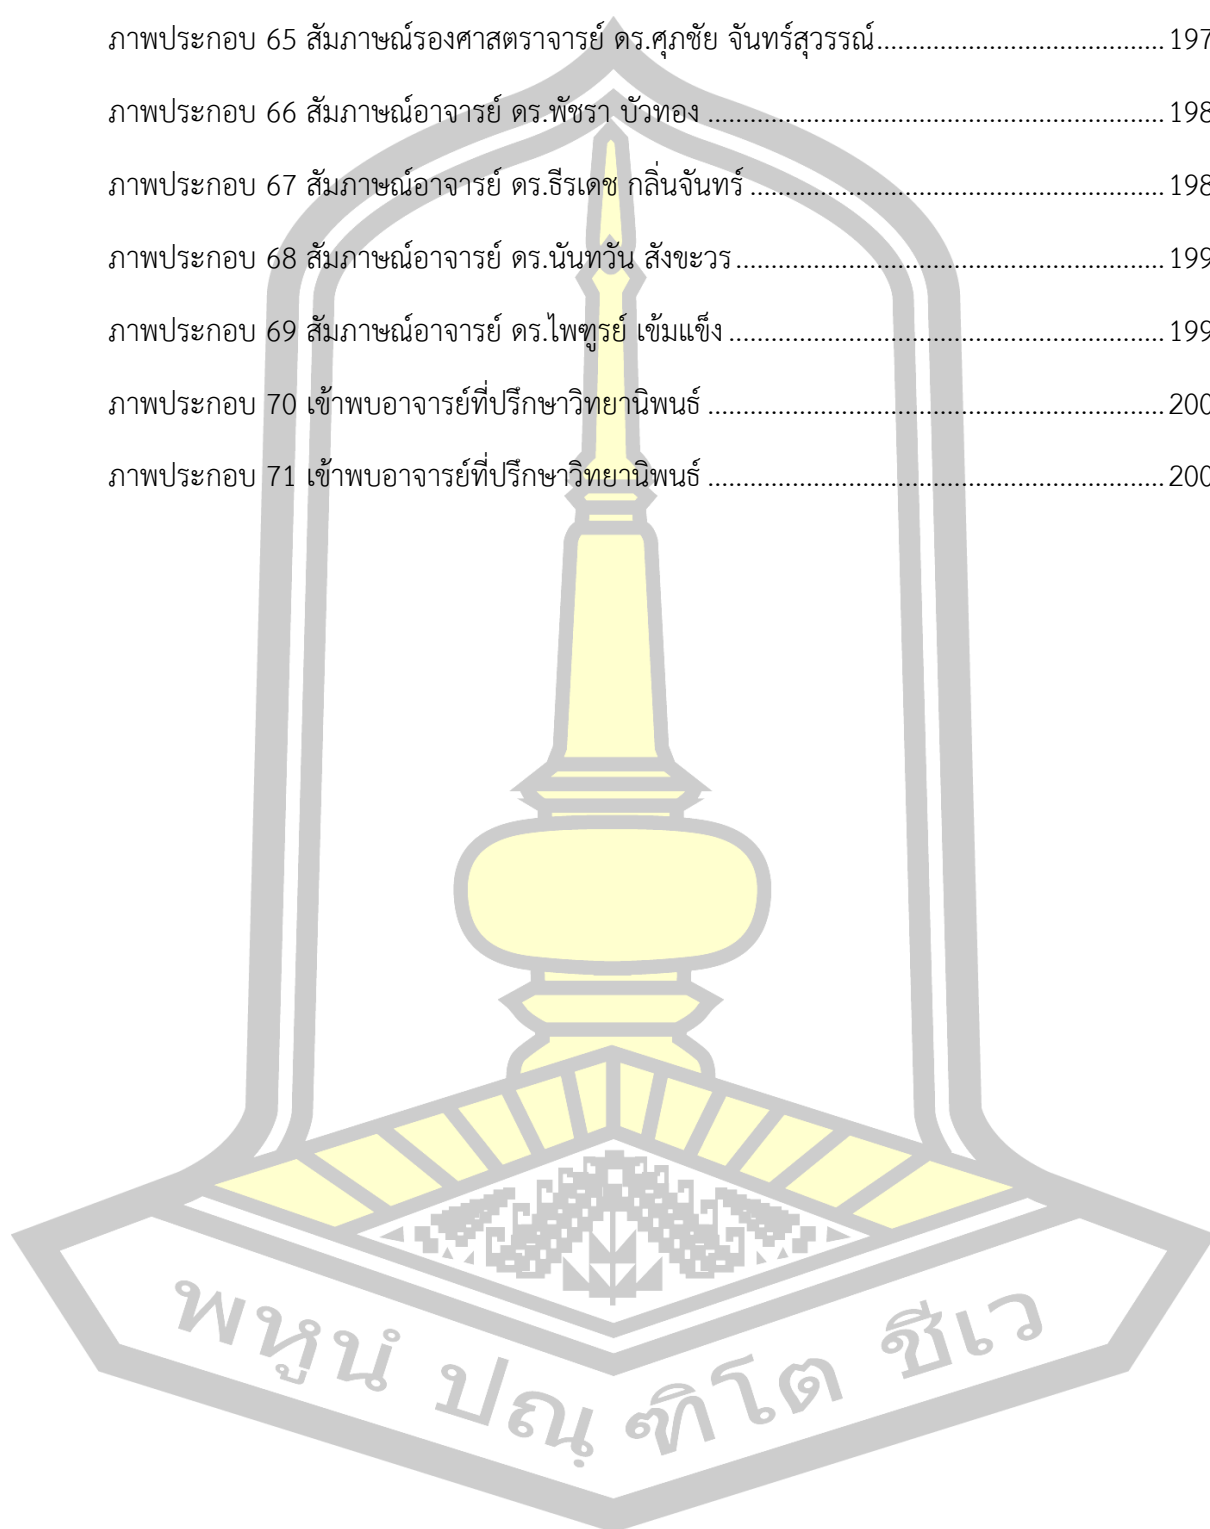 ภาพประกอบ 65 สัมภาษณ์รองศาสตราจารย์ ดร.ศุภชัย จันทร์สุวรรณ์.................................... 197
ภาพประกอบ 66 สัมภาษณ์อาจารย์ ดร.พัชรา บัวทอง ......................................................... 198
ภาพประกอบ 67 สัมภาษณ์อาจารย์ ดร.ธีรเดช กลิ่นจันทร์ .................................................... 198
ภาพประกอบ 68 สัมภาษณ์อาจารย์ ดร.นันทวัน สังขะวร ...................................................... 199
ภาพประกอบ 69 สัมภาษณ์อาจารย์ ดร.ไพฑูรย์ เข้มแข็ง ....................................................... 199
ภาพประกอบ 70 เข้าพบอาจารย์ที่ปรึกษาวิทยานิพนธ์ ......................................................... 200
ภาพประกอบ 71 เข้าพบอาจารย์ที่ปรึกษาวิทยานิพนธ์ ......................................................... 200
พหูนํ ปณฺฑิโต ชีเว